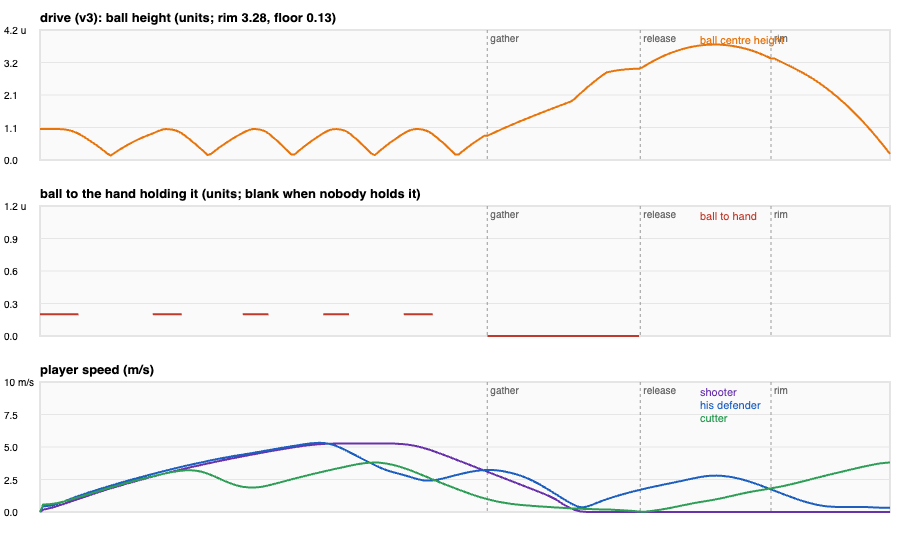 drive (v3): ball height (units; rim 3.28, floor 0.13)
4.2 u
gather
release
ball centre height
rim
3.2
2.1
1.1
0.0
ball to the hand holding it (units; blank when nobody holds it)
1.2 u
gather
release
ball to hand
rim
0.9
0.6
0.3
0.0
player speed (m/s)
10 m/s
gather
release
shooter
rim
his defender
7.5
cutter
5.0
2.5
0.0